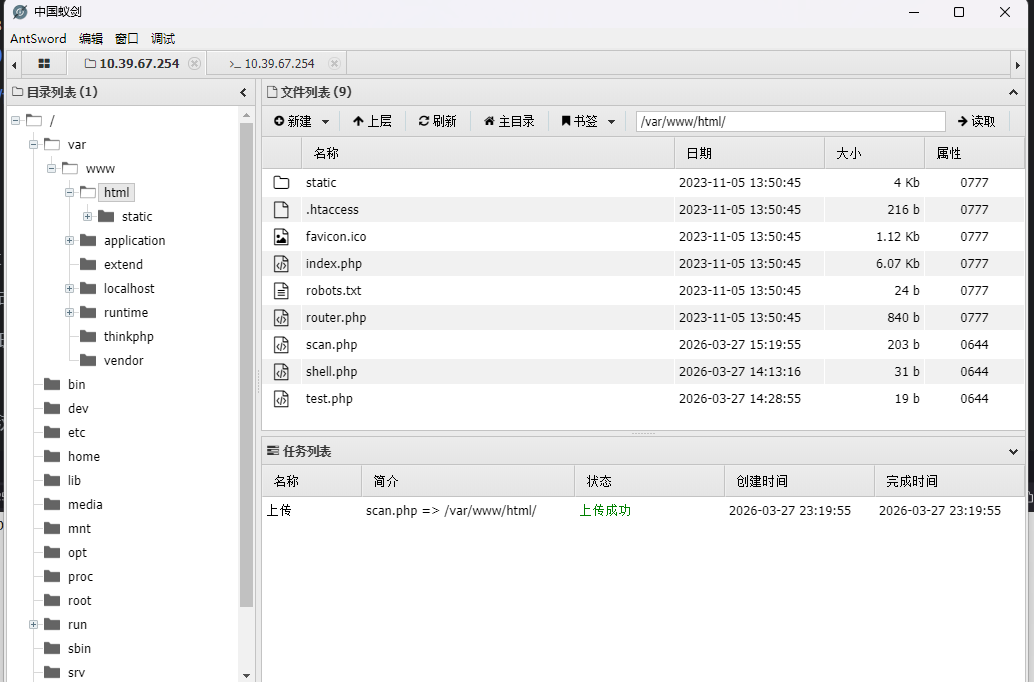 中国蚁剑
AntSword 编辑 窗口 调试
10.39.67.254 >_ 10.39.67.254
目录列表 (1)
/
var
www
html
static
application
extend
localhost
runtime
thinkphp
vendor
bin
dev
etc
home
lib
media
mnt
opt
proc
root
run
sbin
srv
文件列表 (9)
新建 上层 刷新 主目录 书签 /var/www/html/ 读取
名称 日期 大小 属性
static 2023-11-05 13:50:45 4 Kb 0777
.htaccess 2023-11-05 13:50:45 216 b 0777
favicon.ico 2023-11-05 13:50:45 1.12 Kb 0777
index.php 2023-11-05 13:50:45 6.07 Kb 0777
robots.txt 2023-11-05 13:50:45 24 b 0777
router.php 2023-11-05 13:50:45 840 b 0777
scan.php 2026-03-27 15:19:55 203 b 0644
shell.php 2026-03-27 14:13:16 31 b 0644
test.php 2026-03-27 14:28:55 19 b 0644
任务列表
名称 简介 状态 创建时间 完成时间
上传 scan.php => /var/www/html/ 上传成功 2026-03-27 23:19:55 2026-03-27 23:19:55